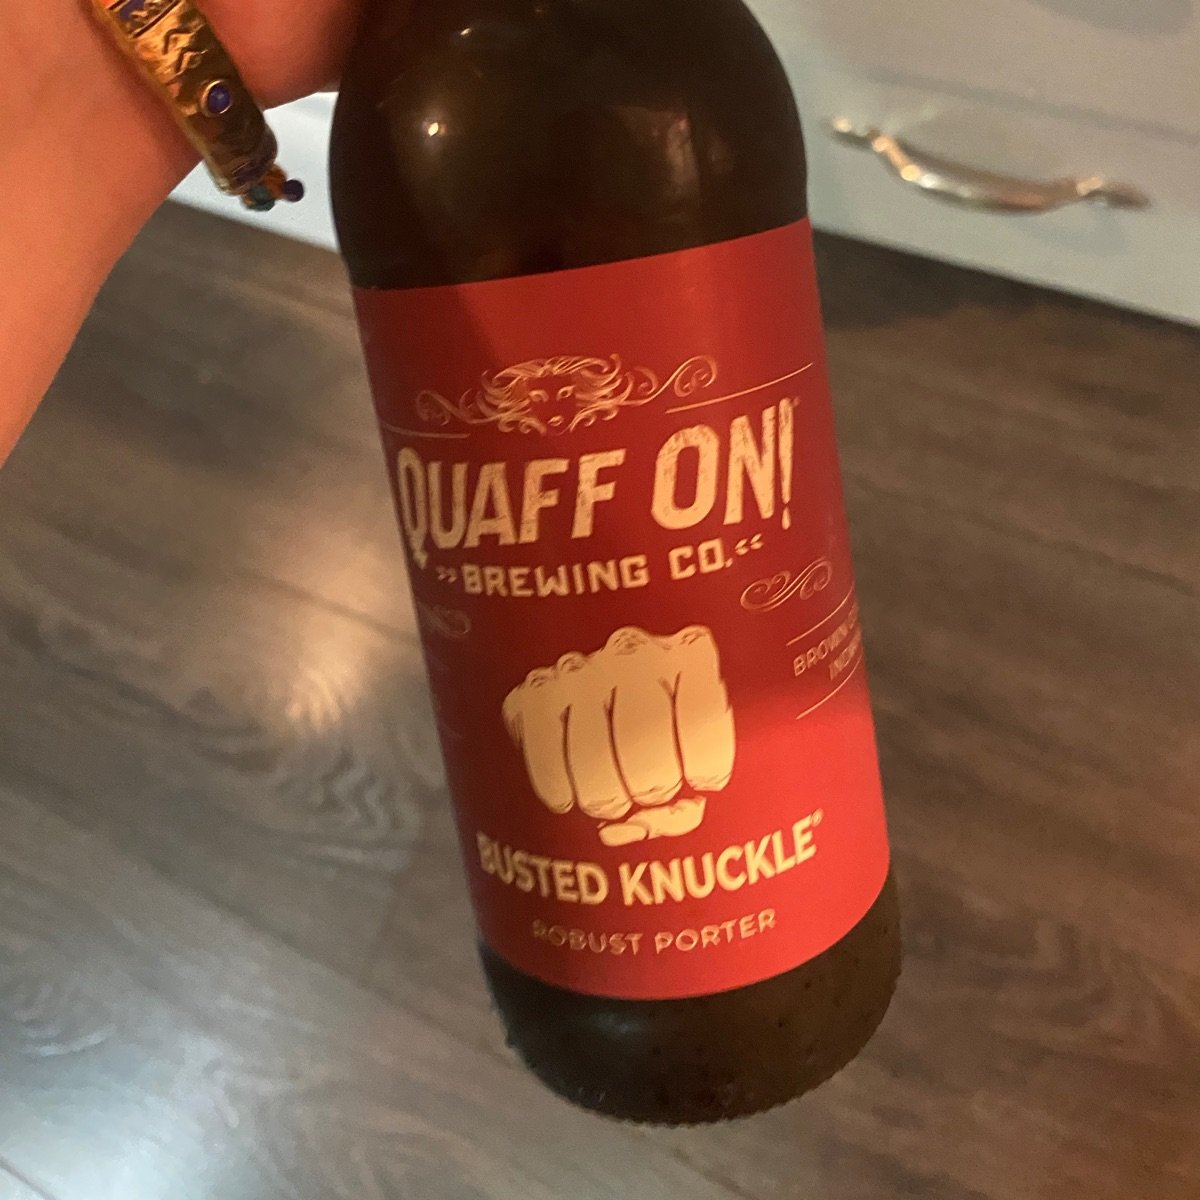 QUAFF ON!
»BREWING CO.«
BUSTED KNUCKLE®
ROBUST PORTER